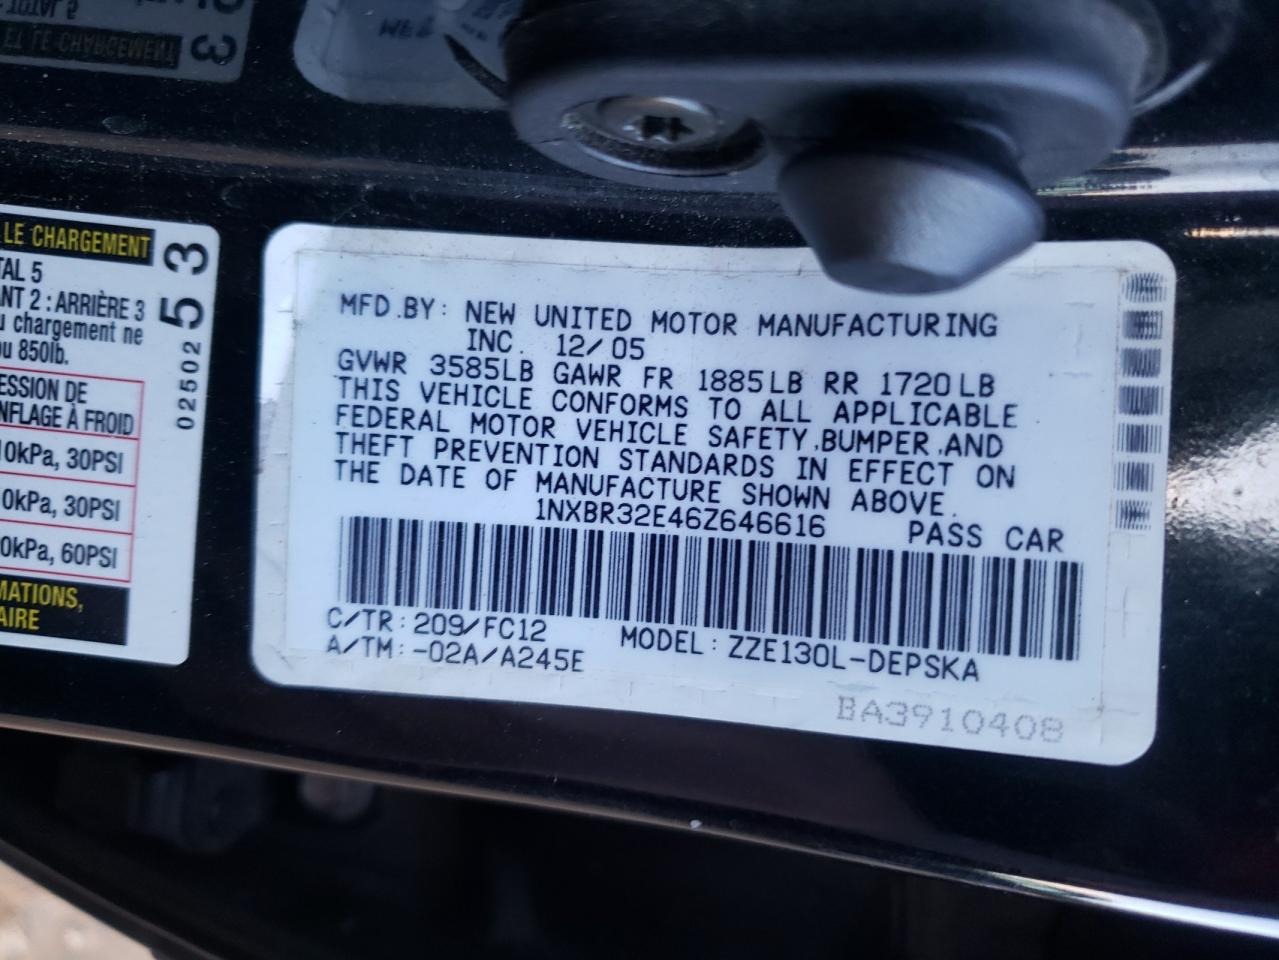 LE CHARGEMENT
TAL 5
ANT 2 : ARRIÈRE 3
u chargement ne
ou 850lb.
ESSION DE
NFLAGE À FROID
10kPa, 30PSI
0kPa, 30PSI
0kPa, 60PSI
MATIONS,
AIRE
02502 53
MFD.BY: NEW UNITED MOTOR MANUFACTURING
INC. 12/05
GVWR 3585LB GAWR FR 1885LB RR 1720LB
THIS VEHICLE CONFORMS TO ALL APPLICABLE
FEDERAL MOTOR VEHICLE SAFETY,BUMPER,AND
THEFT PREVENTION STANDARDS IN EFFECT ON
THE DATE OF MANUFACTURE SHOWN ABOVE.
1NXBR32E46Z646616 PASS CAR
C/TR:209/FC12 MODEL:ZZE130L-DEPSKA
A/TM:-02A/A245E
BA3910408